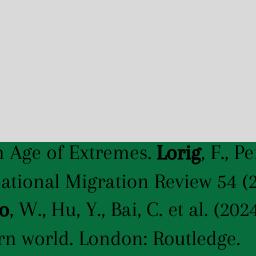 n Age of Extremes. Lorig, F., Pe
ational Migration Review 54 (2
o, W., Hu, Y., Bai, C. et al. (2024
rn world. London: Routledge.